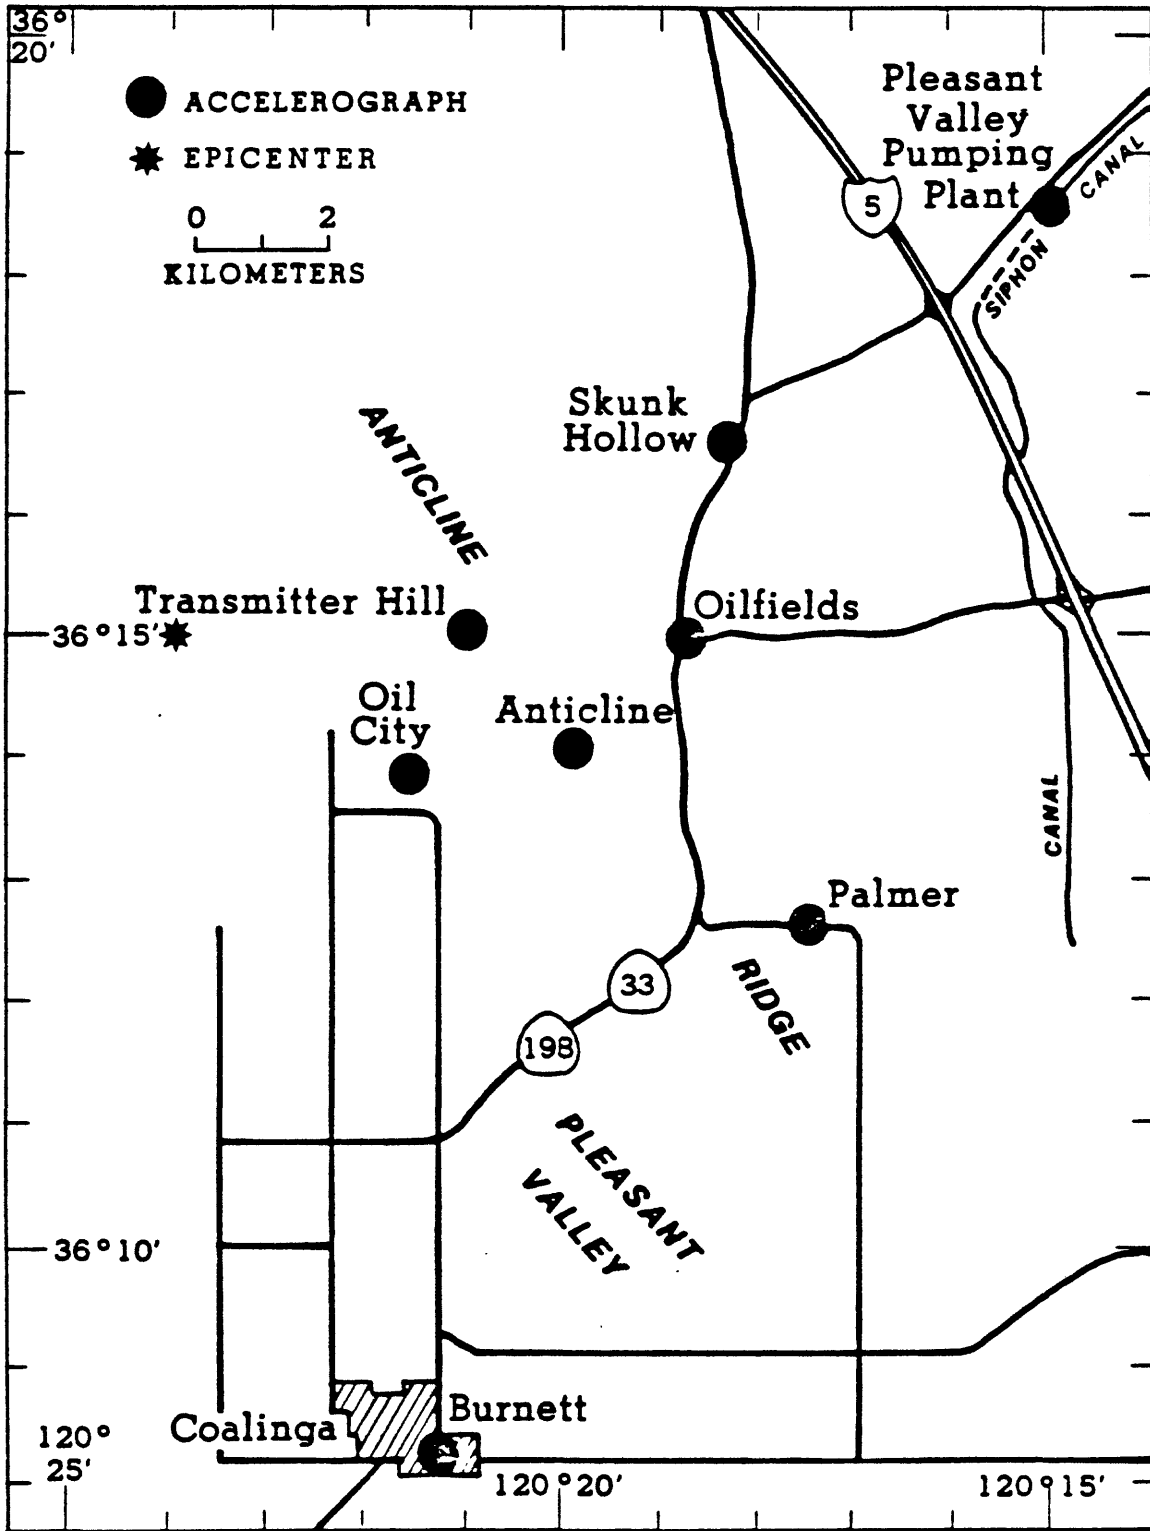 36°
20'
ACCELEROGRAPH
EPICENTER
0 2
KILOMETERS
Pleasant
Valley
Pumping
Plant
CANAL
5
SIPHON
Skunk
Hollow
ANTICLINE
Transmitter Hill
36°15'
Oilfields
Oil
City
Anticline
CANAL
Palmer
RIDGE
33
198
PLEASANT
VALLEY
36°10'
Burnett
Coalinga
120°
25'
120°20'
120°15'